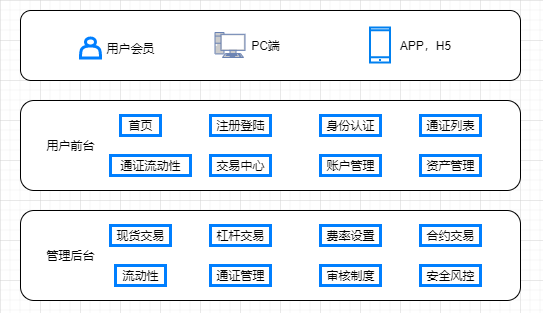 用户会员 PC端 APP，H5
首页 注册登陆 身份认证 通证列表
用户前台
通证流动性 交易中心 账户管理 资产管理
现货交易 杠杆交易 费率设置 合约交易
管理后台
流动性 通证管理 审核制度 安全风控